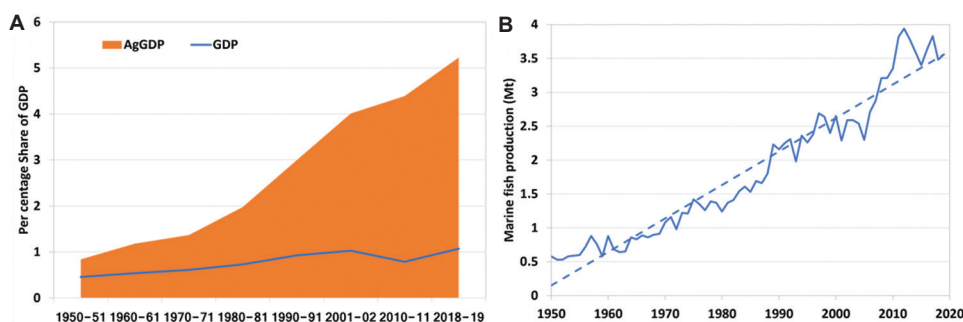 A
Per centage Share of GDP
6
5
4
3
2
1
0
AgGDP
GDP
1950–51 1960–61 1970–71 1980–81 1990–91 2001–02 2010–11 2018–19
B
Marine fish production (Mt)
4
3.5
3
2.5
2
1.5
1
0.5
0
1950 1960 1970 1980 1990 2000 2010 2020